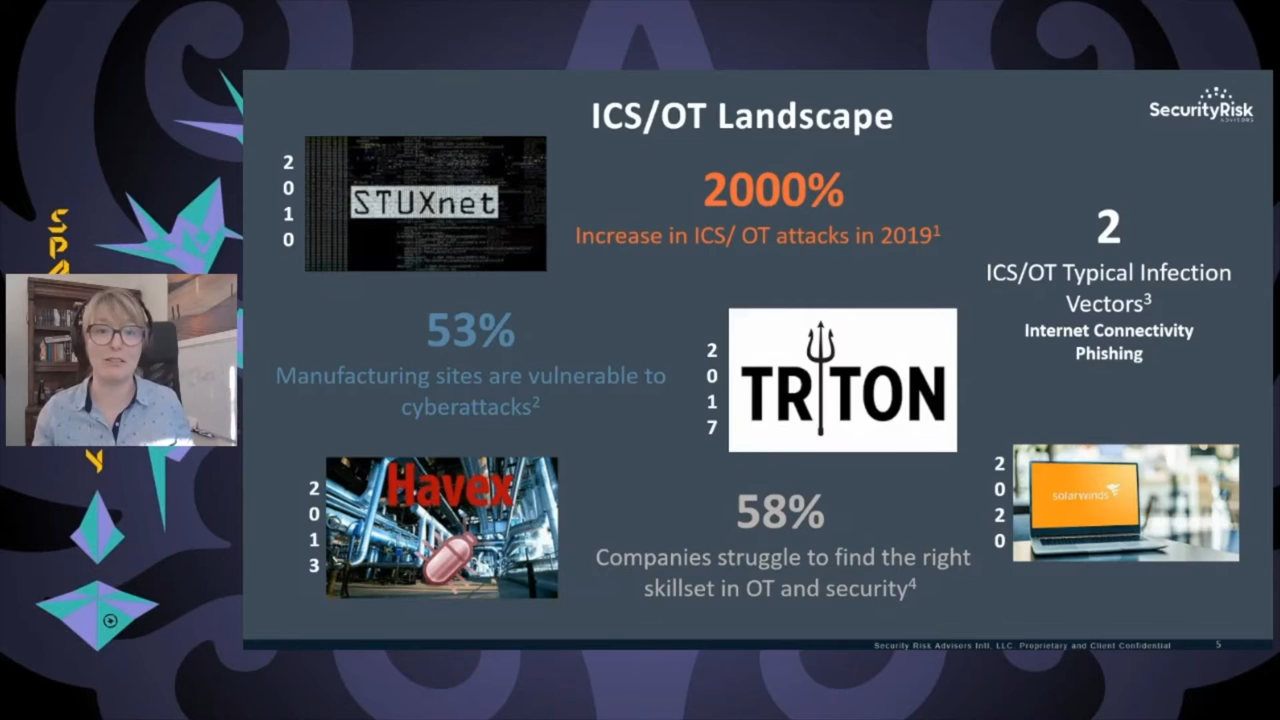 ICS/OT Landscape
SecurityRisk
ADVISORS
2
0
1
0
STUXnet
2000%
Increase in ICS/ OT attacks in 2019¹
2
ICS/OT Typical Infection
Vectors³
Internet Connectivity
Phishing
53%
Manufacturing sites are vulnerable to
cyberattacks²
2
0
1
7
TRITON
2
0
1
3
Havex
58%
Companies struggle to find the right
skillset in OT and security⁴
2
0
2
0
solarwinds
Security Risk Advisors Intl, LLC. Proprietary and Client Confidential
5